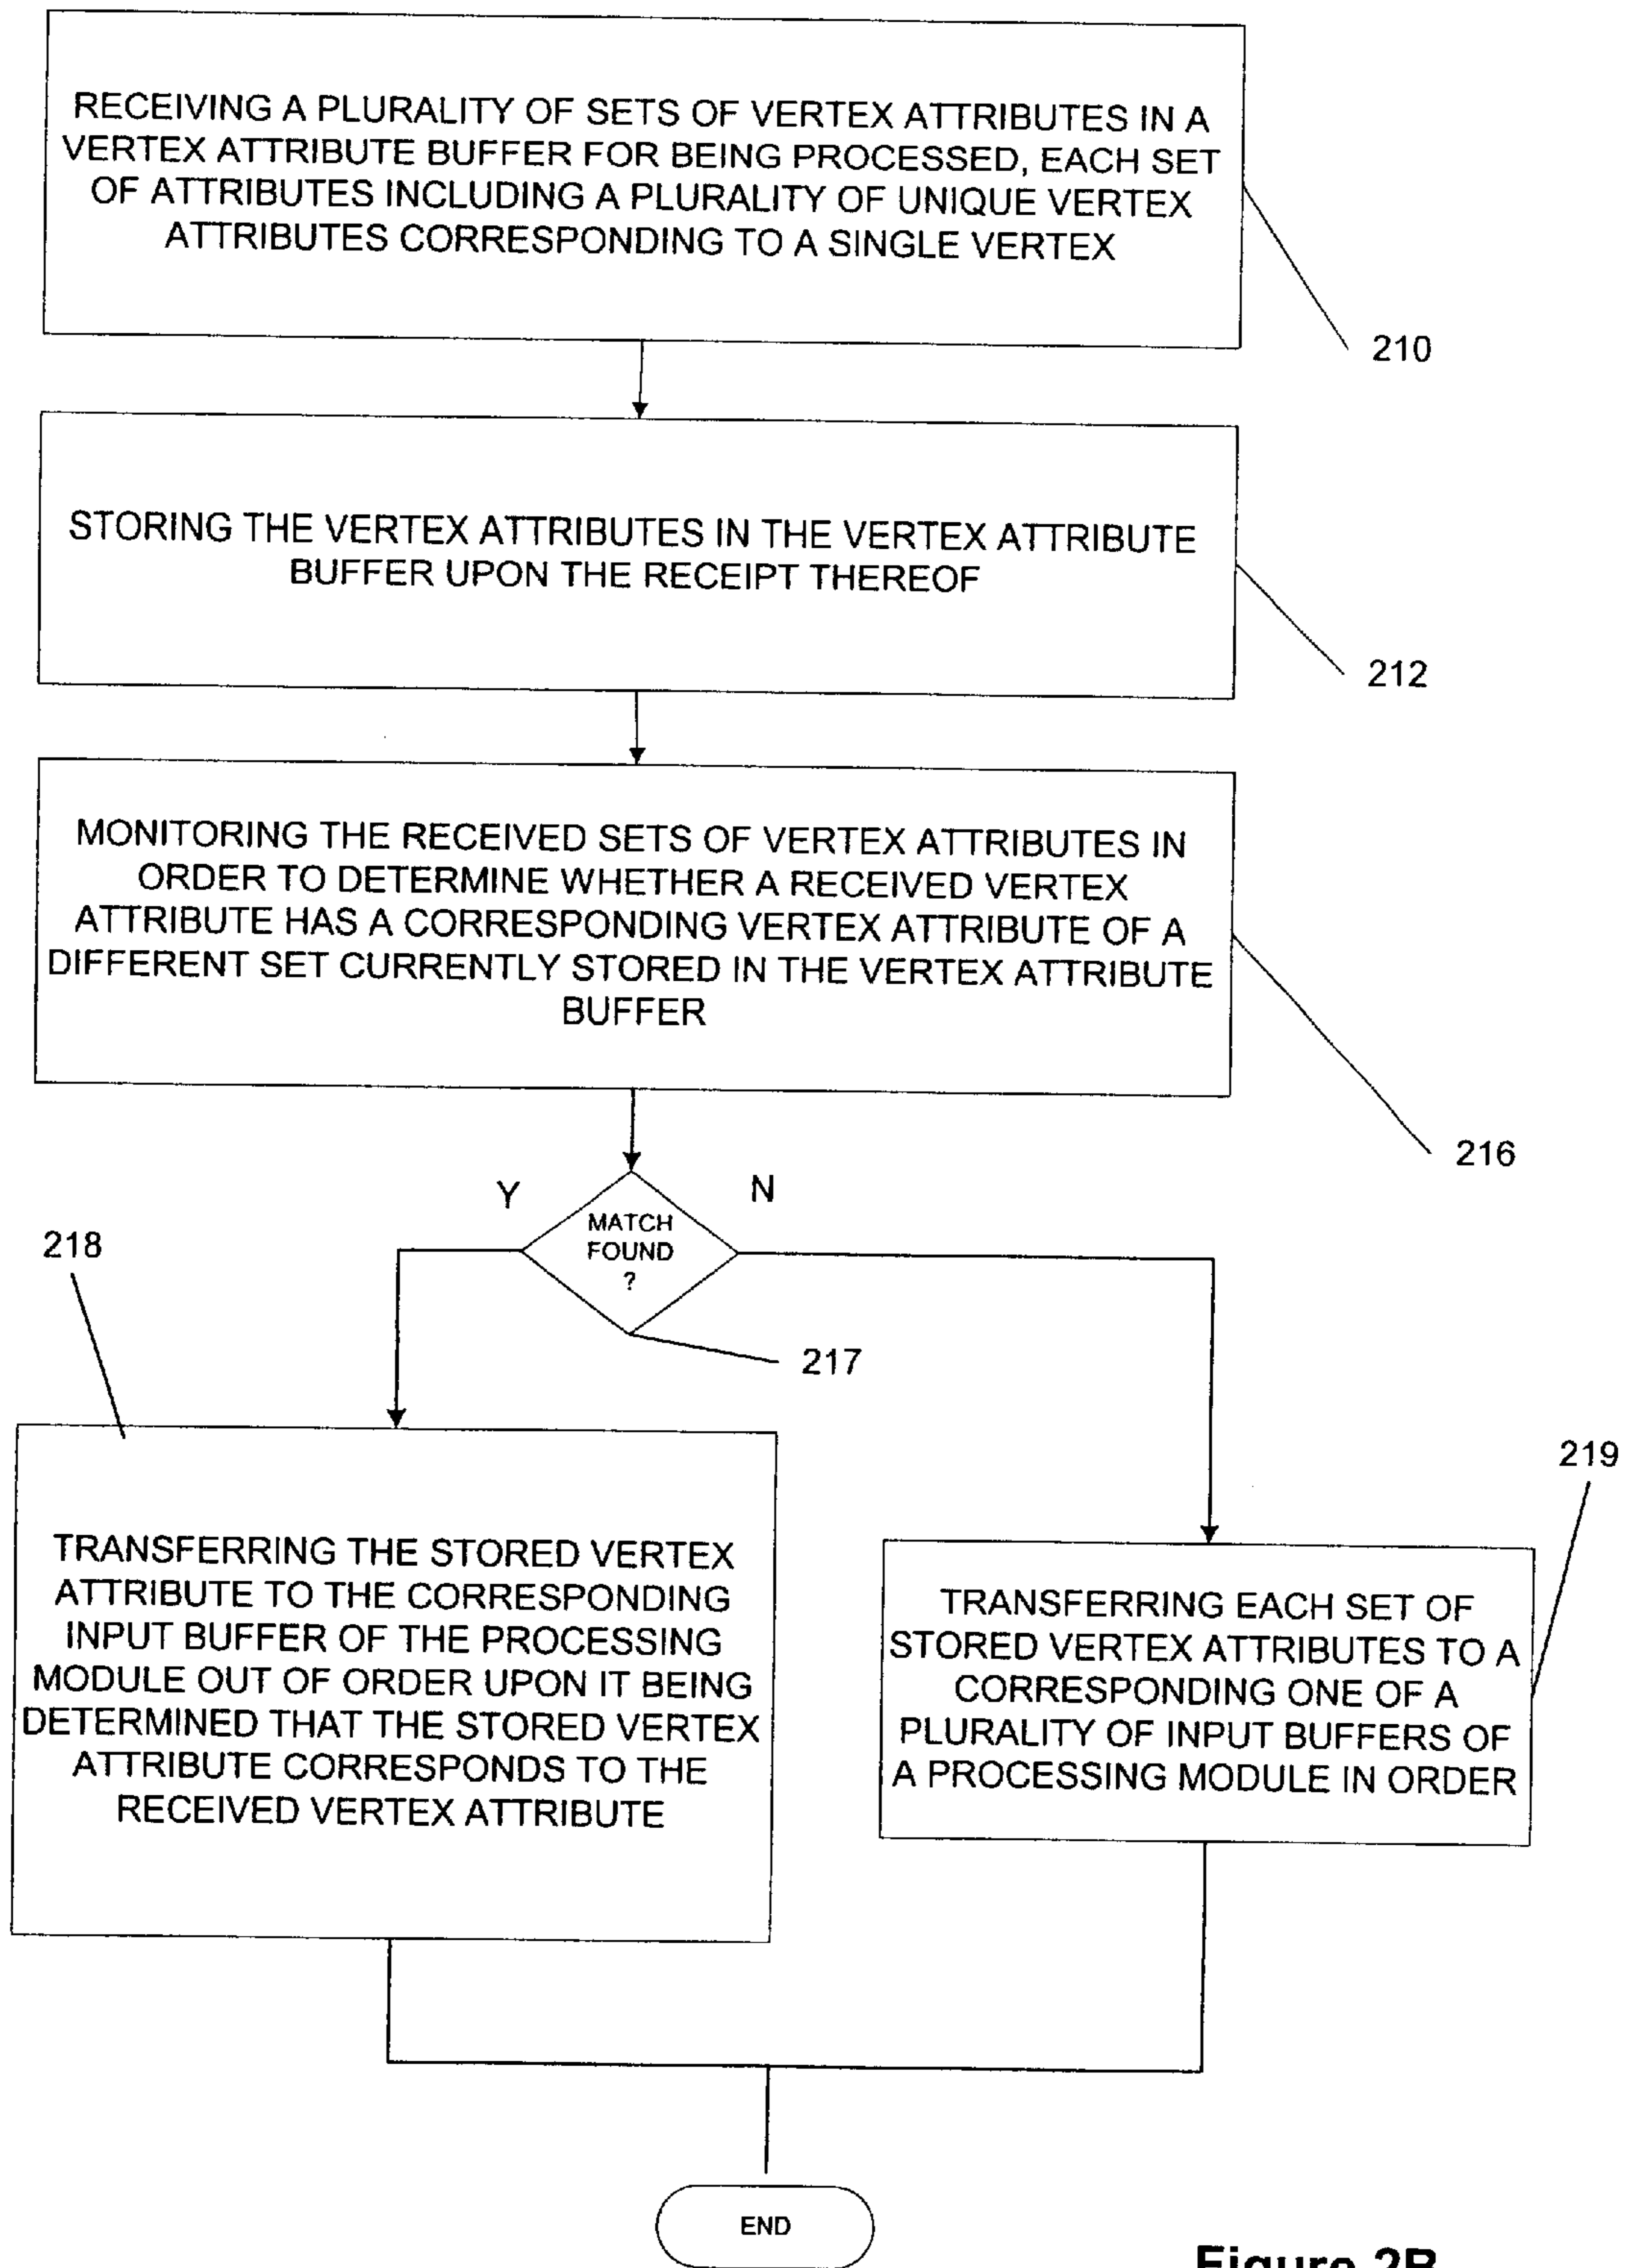 RECEIVING A PLURALITY OF SETS OF VERTEX ATTRIBUTES IN A
VERTEX ATTRIBUTE BUFFER FOR BEING PROCESSED, EACH SET
OF ATTRIBUTES INCLUDING A PLURALITY OF UNIQUE VERTEX
ATTRIBUTES CORRESPONDING TO A SINGLE VERTEX
210
STORING THE VERTEX ATTRIBUTES IN THE VERTEX ATTRIBUTE
BUFFER UPON THE RECEIPT THEREOF
212
MONITORING THE RECEIVED SETS OF VERTEX ATTRIBUTES IN
ORDER TO DETERMINE WHETHER A RECEIVED VERTEX
ATTRIBUTE HAS A CORRESPONDING VERTEX ATTRIBUTE OF A
DIFFERENT SET CURRENTLY STORED IN THE VERTEX ATTRIBUTE
BUFFER
216
Y
N
MATCH
FOUND
?
217
218
TRANSFERRING THE STORED VERTEX
ATTRIBUTE TO THE CORRESPONDING
INPUT BUFFER OF THE PROCESSING
MODULE OUT OF ORDER UPON IT BEING
DETERMINED THAT THE STORED VERTEX
ATTRIBUTE CORRESPONDS TO THE
RECEIVED VERTEX ATTRIBUTE
219
TRANSFERRING EACH SET OF
STORED VERTEX ATTRIBUTES TO A
CORRESPONDING ONE OF A
PLURALITY OF INPUT BUFFERS OF
A PROCESSING MODULE IN ORDER
END
Figure 2B